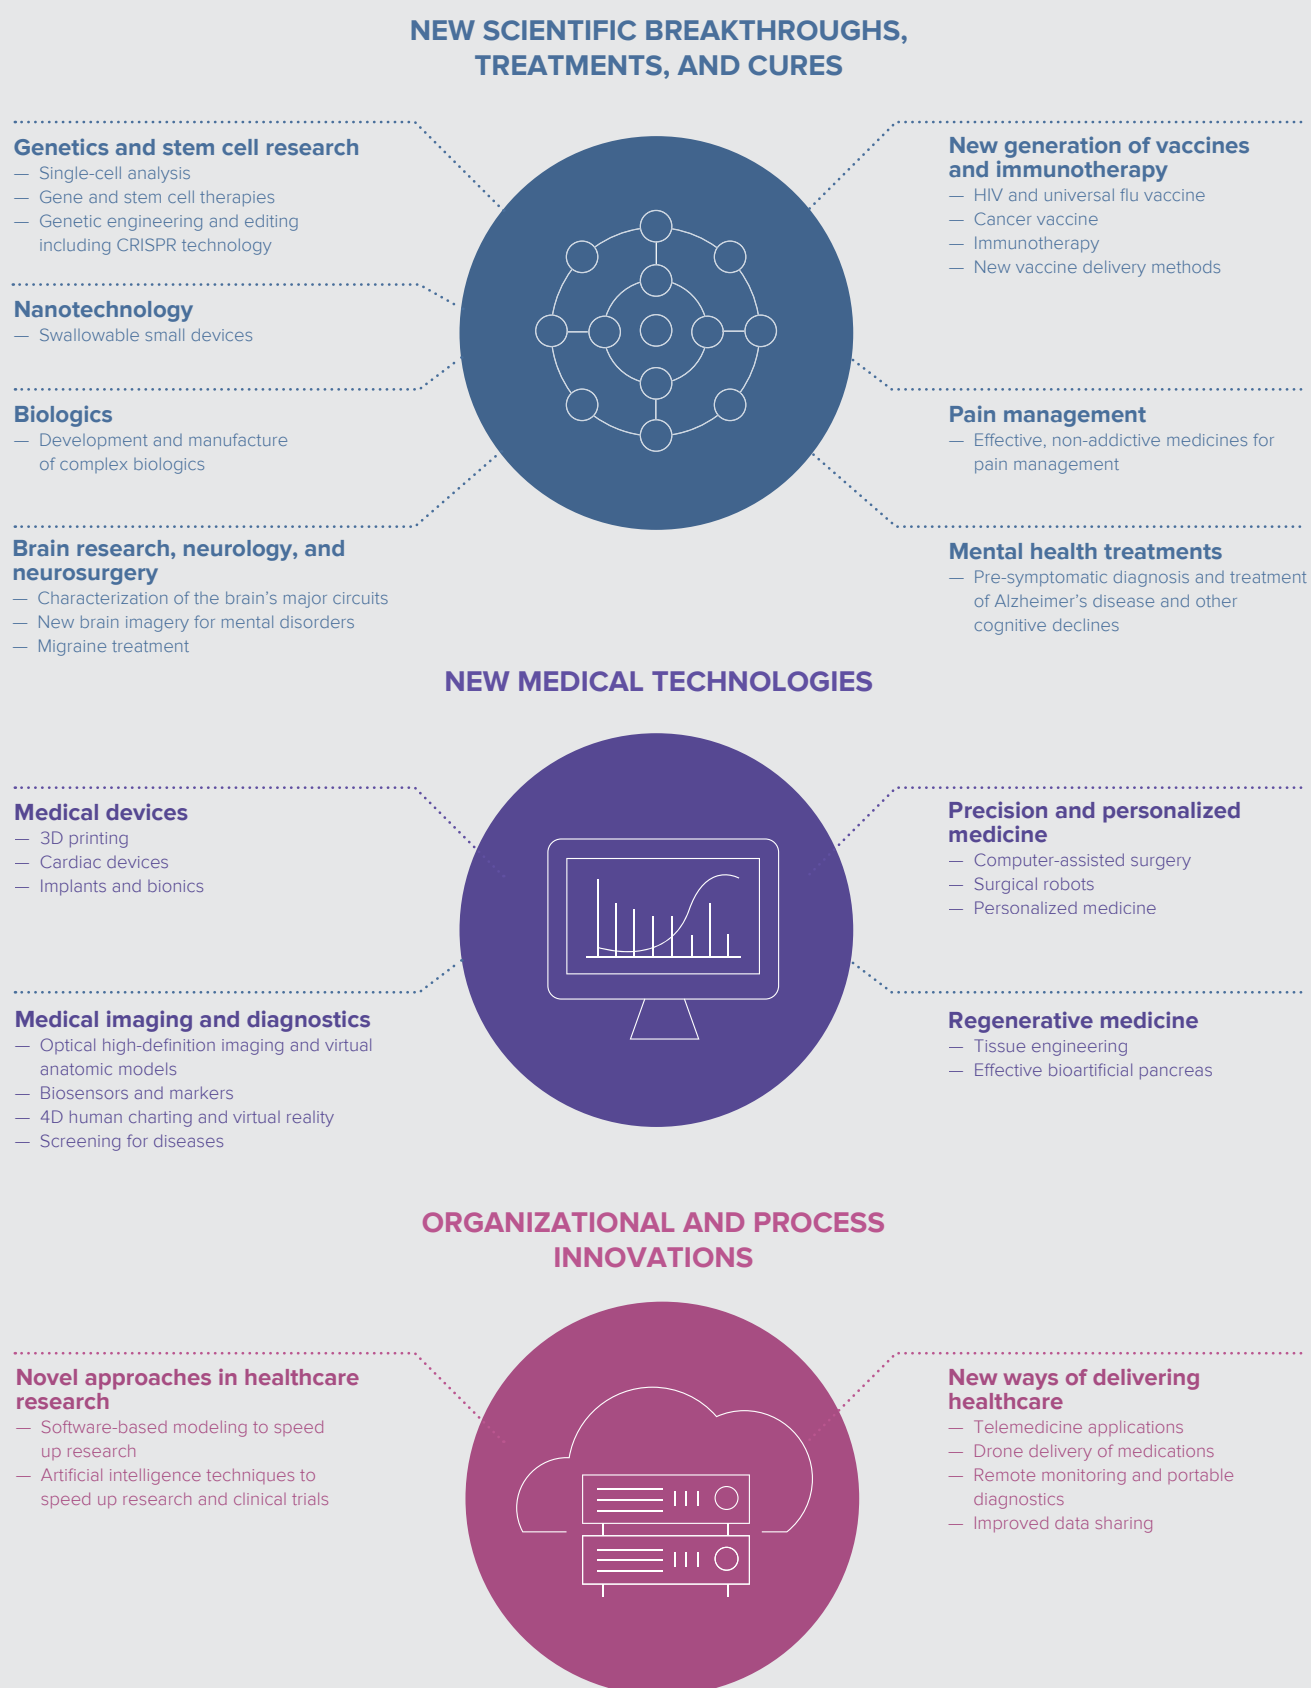 NEW SCIENTIFIC BREAKTHROUGHS,
TREATMENTS, AND CURES
Genetics and stem cell research
— Single-cell analysis
— Gene and stem cell therapies
— Genetic engineering and editing
including CRISPR technology
Nanotechnology
— Swallowable small devices
Biologics
— Development and manufacture
of complex biologics
Brain research, neurology, and
neurosurgery
— Characterization of the brain’s major circuits
— New brain imagery for mental disorders
— Migraine treatment
New generation of vaccines
and immunotherapy
— HIV and universal flu vaccine
— Cancer vaccine
— Immunotherapy
— New vaccine delivery methods
Pain management
— Effective, non-addictive medicines for
pain management
Mental health treatments
— Pre-symptomatic diagnosis and treatment
of Alzheimer’s disease and other
cognitive declines
NEW MEDICAL TECHNOLOGIES
Medical devices
— 3D printing
— Cardiac devices
— Implants and bionics
Medical imaging and diagnostics
— Optical high-definition imaging and virtual
anatomic models
— Biosensors and markers
— 4D human charting and virtual reality
— Screening for diseases
Precision and personalized
medicine
— Computer-assisted surgery
— Surgical robots
— Personalized medicine
Regenerative medicine
— Tissue engineering
— Effective bioartificial pancreas
ORGANIZATIONAL AND PROCESS
INNOVATIONS
Novel approaches in healthcare
research
— Software-based modeling to speed
up research
— Artificial intelligence techniques to
speed up research and clinical trials
New ways of delivering
healthcare
— Telemedicine applications
— Drone delivery of medications
— Remote monitoring and portable
diagnostics
— Improved data sharing